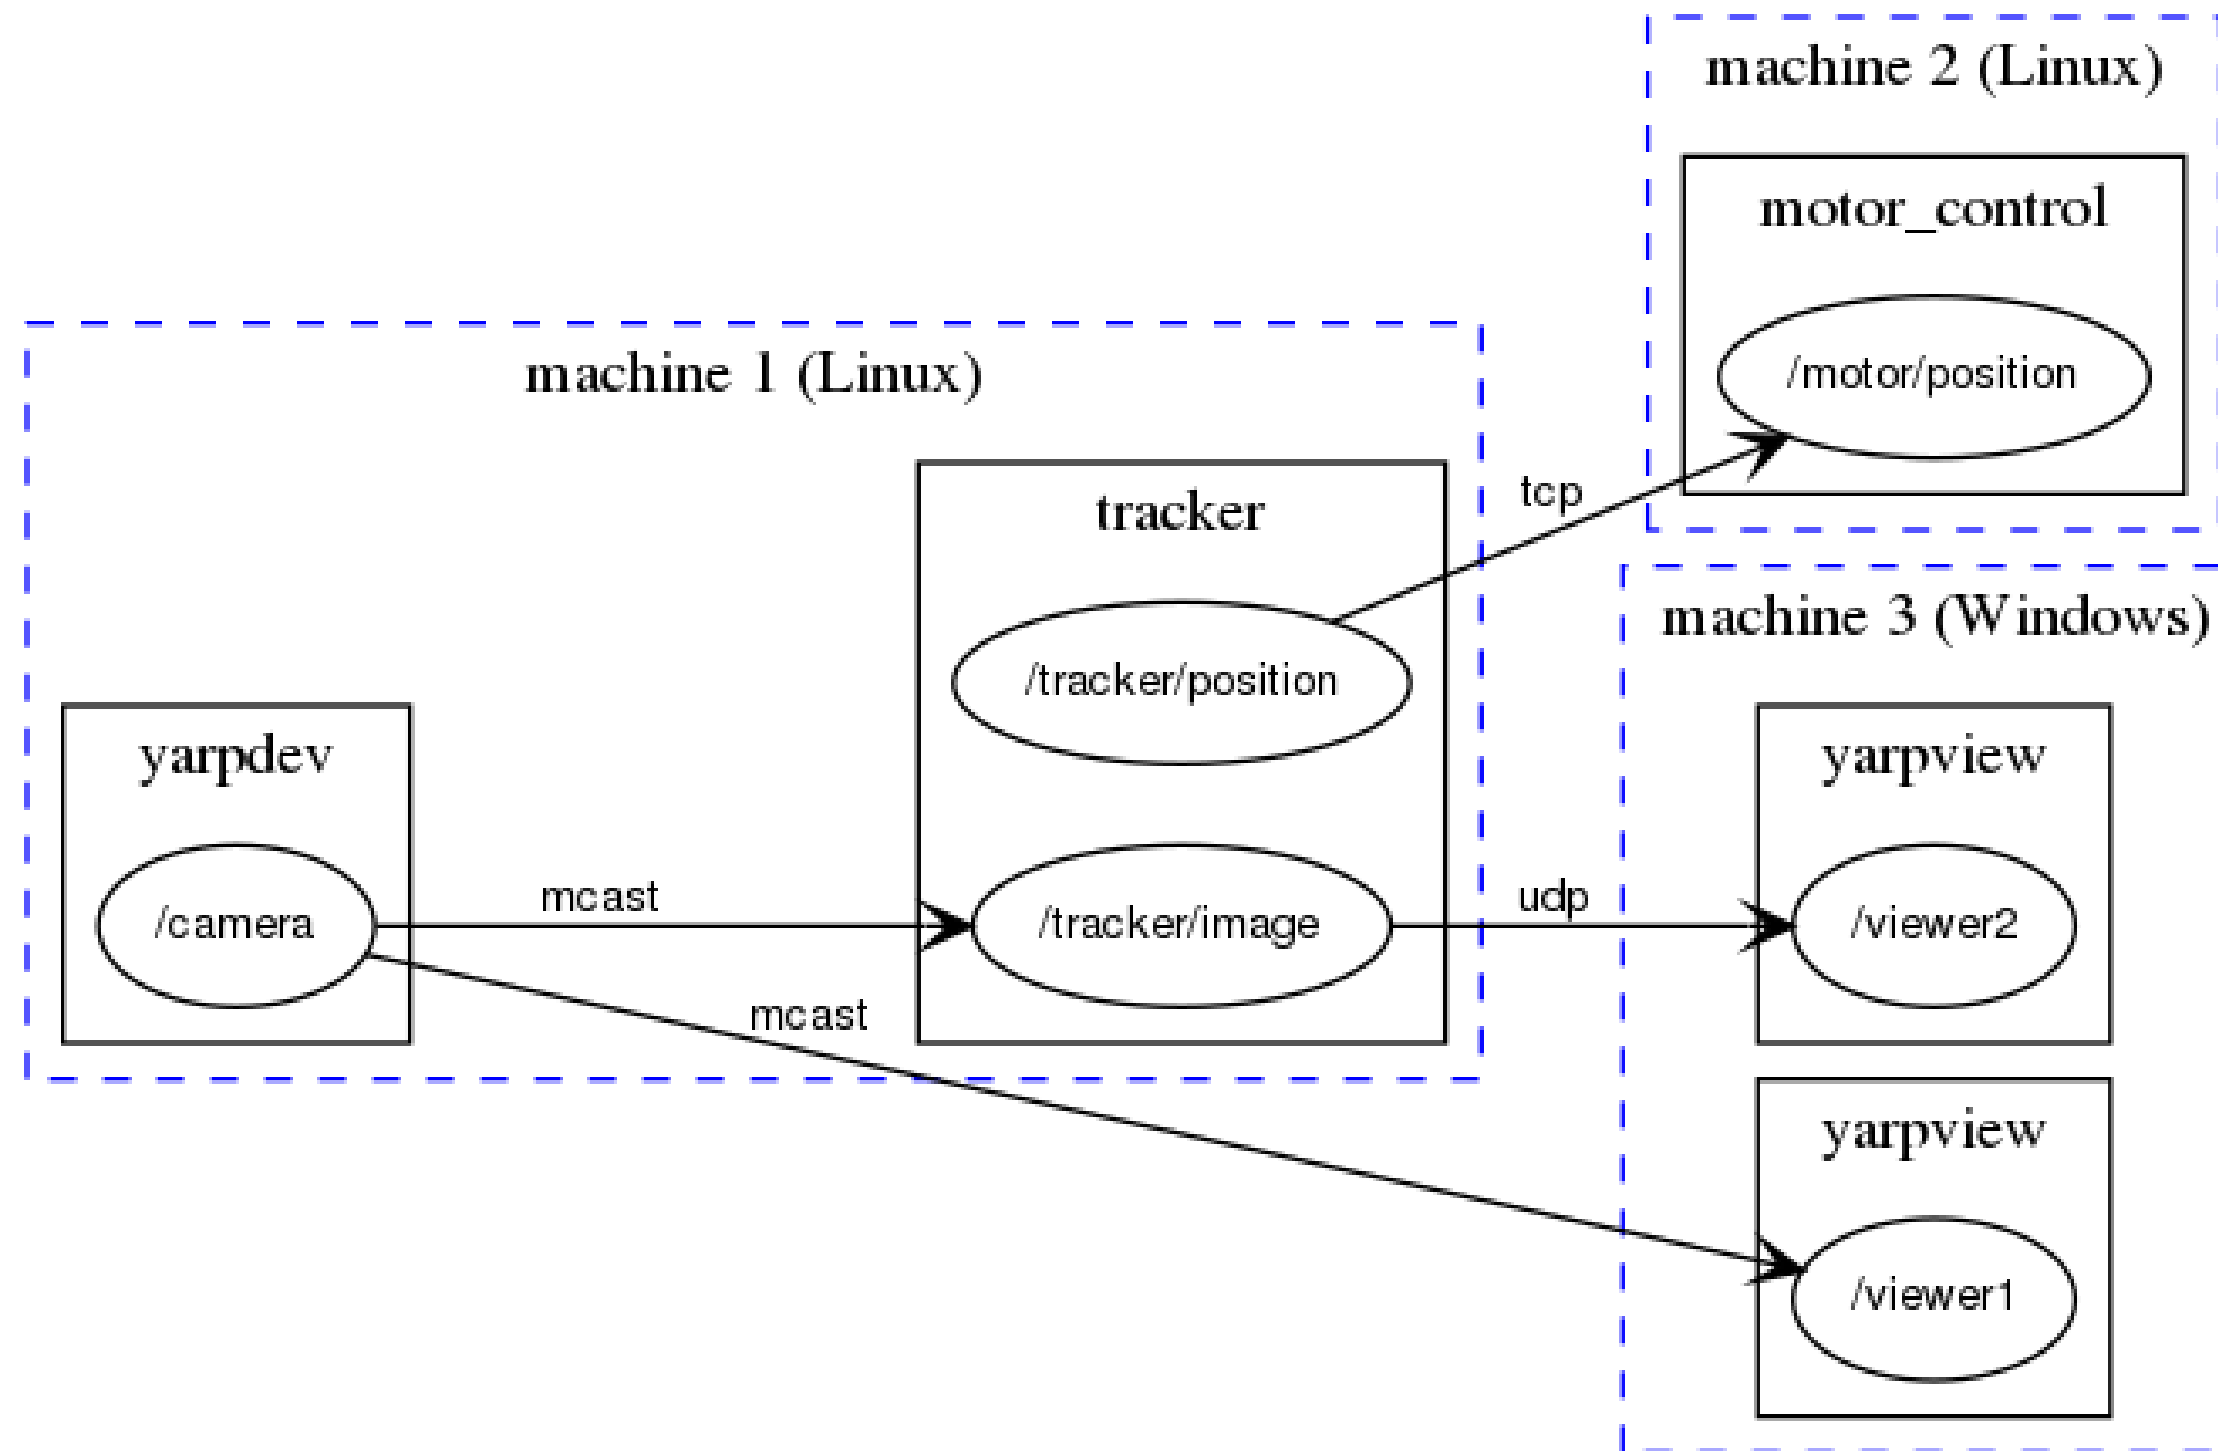 machine 2 (Linux)
motor_control
/motor/position
machine 1 (Linux)
tcp
tracker
machine 3 (Windows)
/tracker/position
yarpdev
yarpview
mcast
udp
/camera
/tracker/image
/viewer2
mcast
yarpview
/viewer1